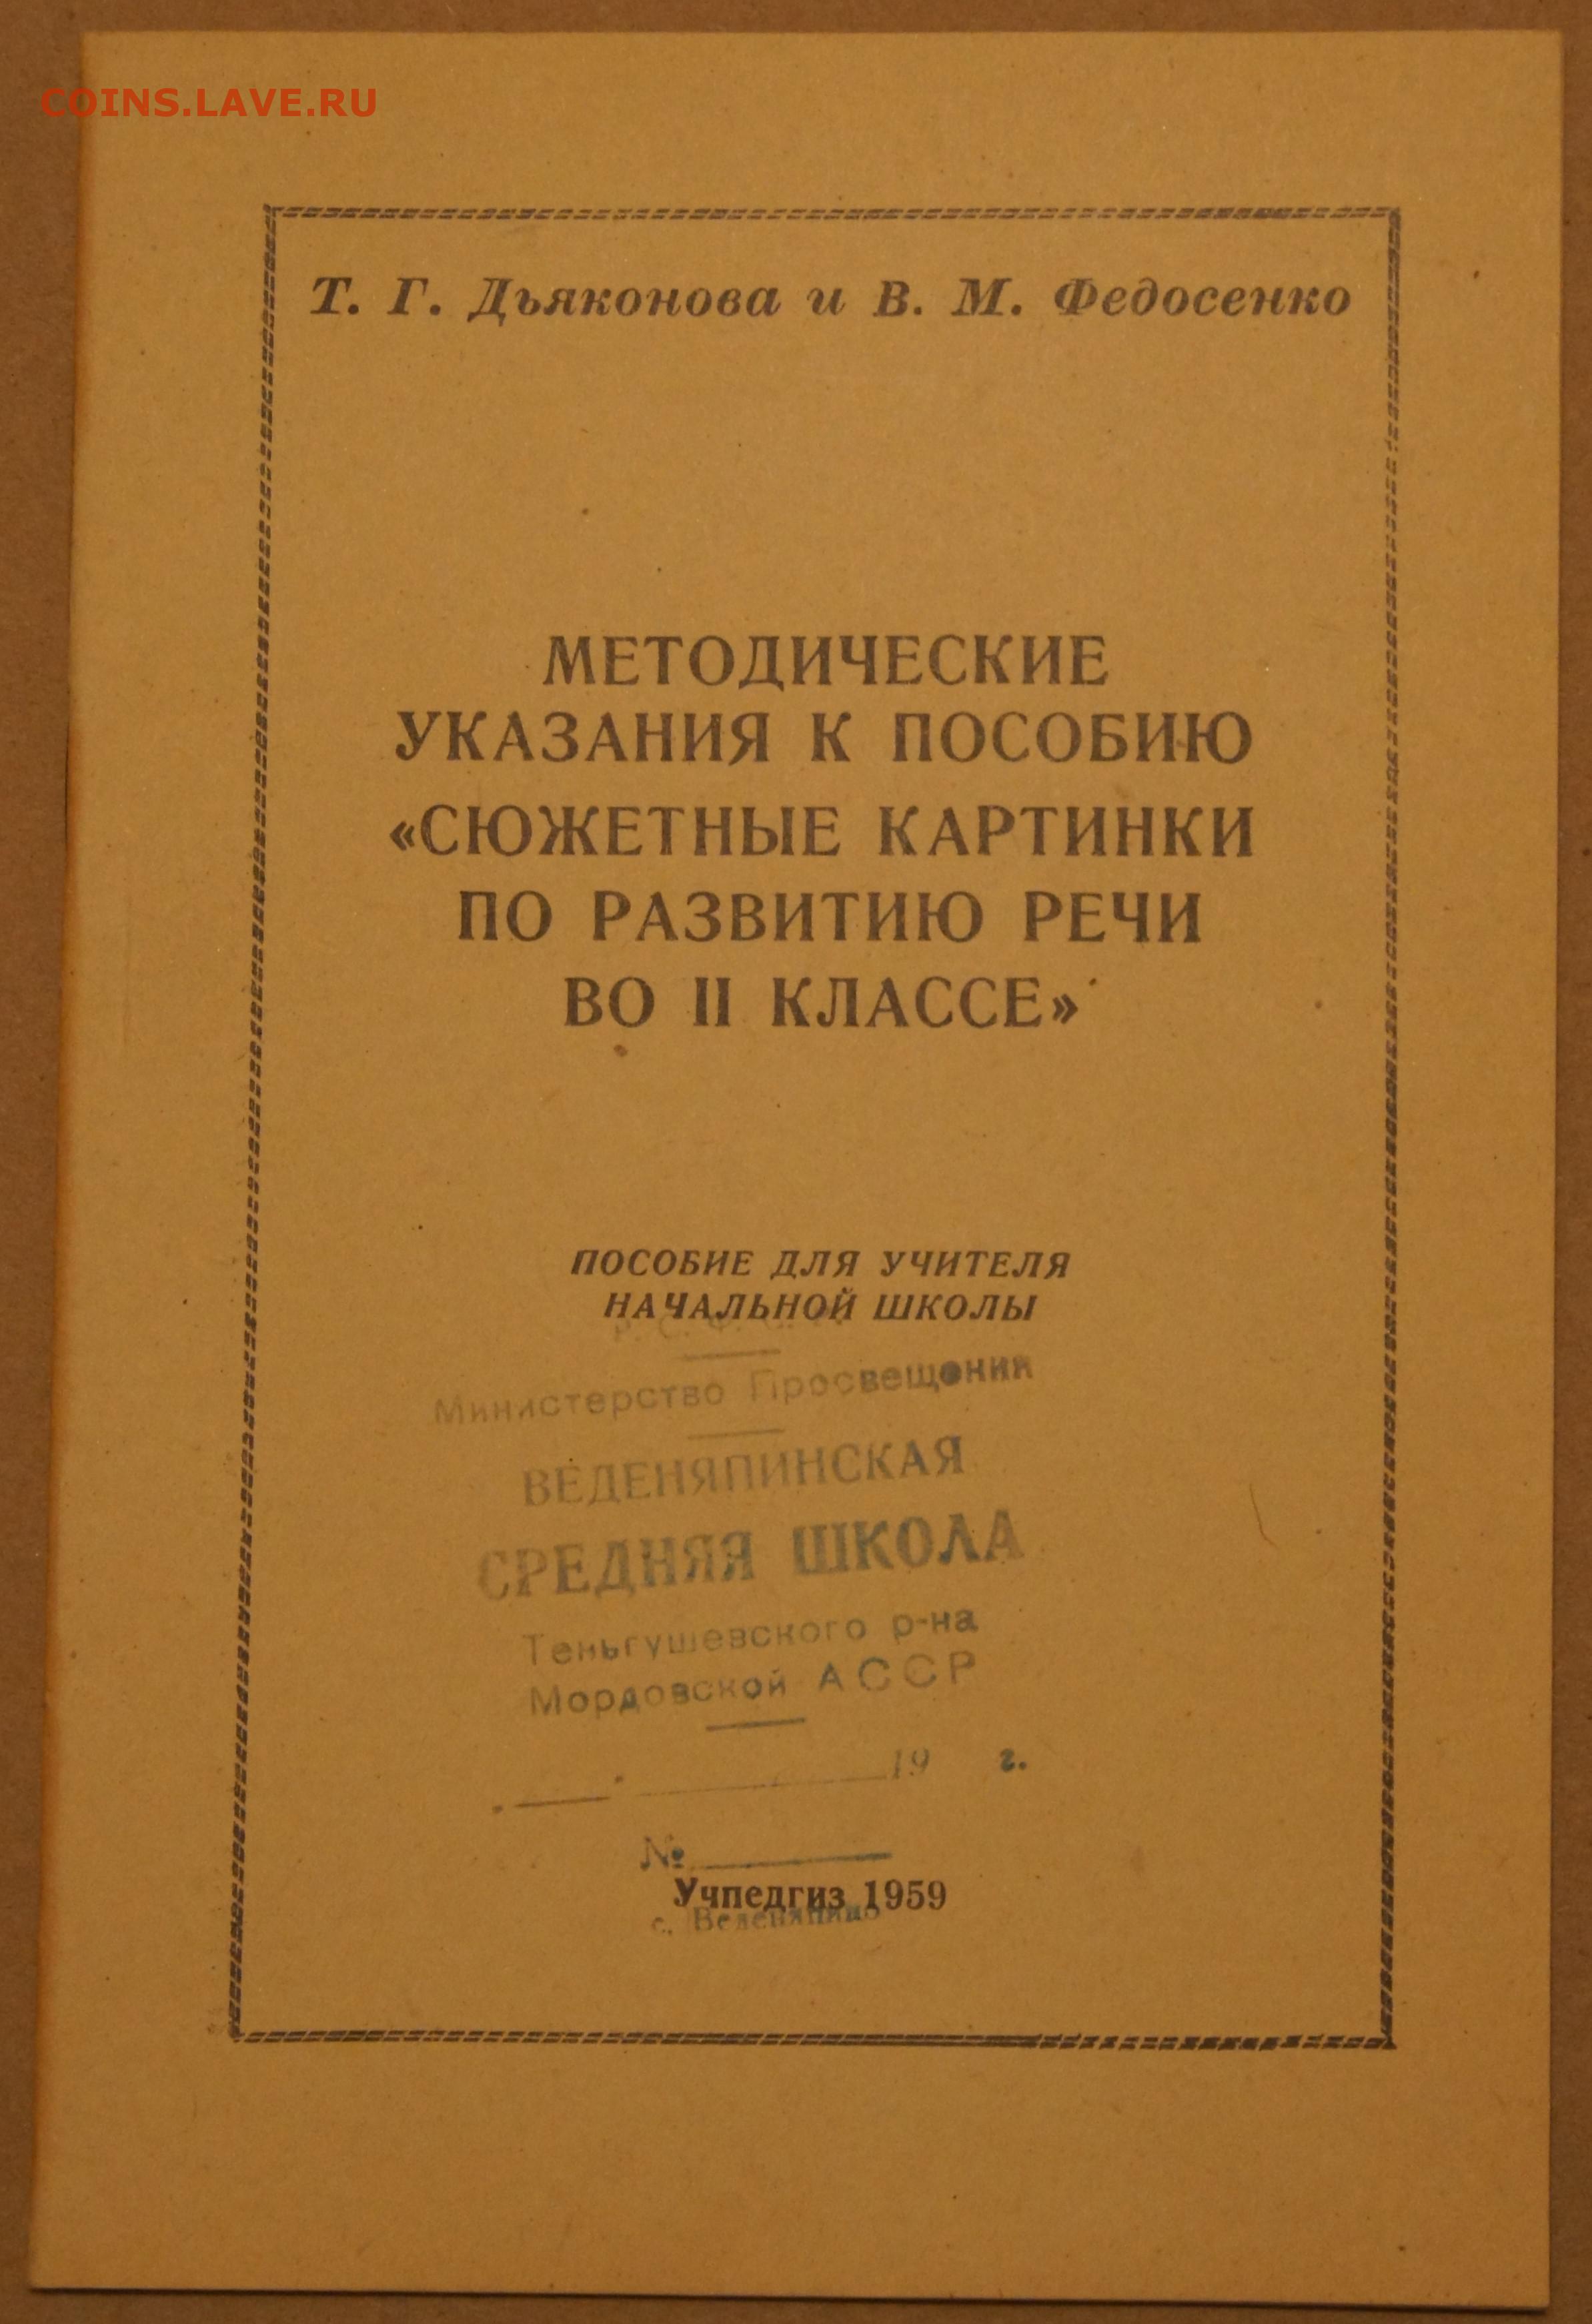 COINS.LAVE.RU
Т. Г. Дьяконова и В. М. Федосенко
МЕТОДИЧЕСКИЕ
УКАЗАНИЯ К ПОСОБИЮ
«СЮЖЕТНЫЕ КАРТИНКИ
ПО РАЗВИТИЮ РЕЧИ
ВО II КЛАССЕ»
ПОСОБИЕ ДЛЯ УЧИТЕЛЯ
НАЧАЛЬНОЙ ШКОЛЫ
Министерство Просвещения
ВЕДЕНЯПИНСКАЯ
СРЕДНЯЯ ШКОЛА
Теньгушевского р-на
Мордовской АССР
19 г.
№
Учпедгиз 1959
с. Веденяпино